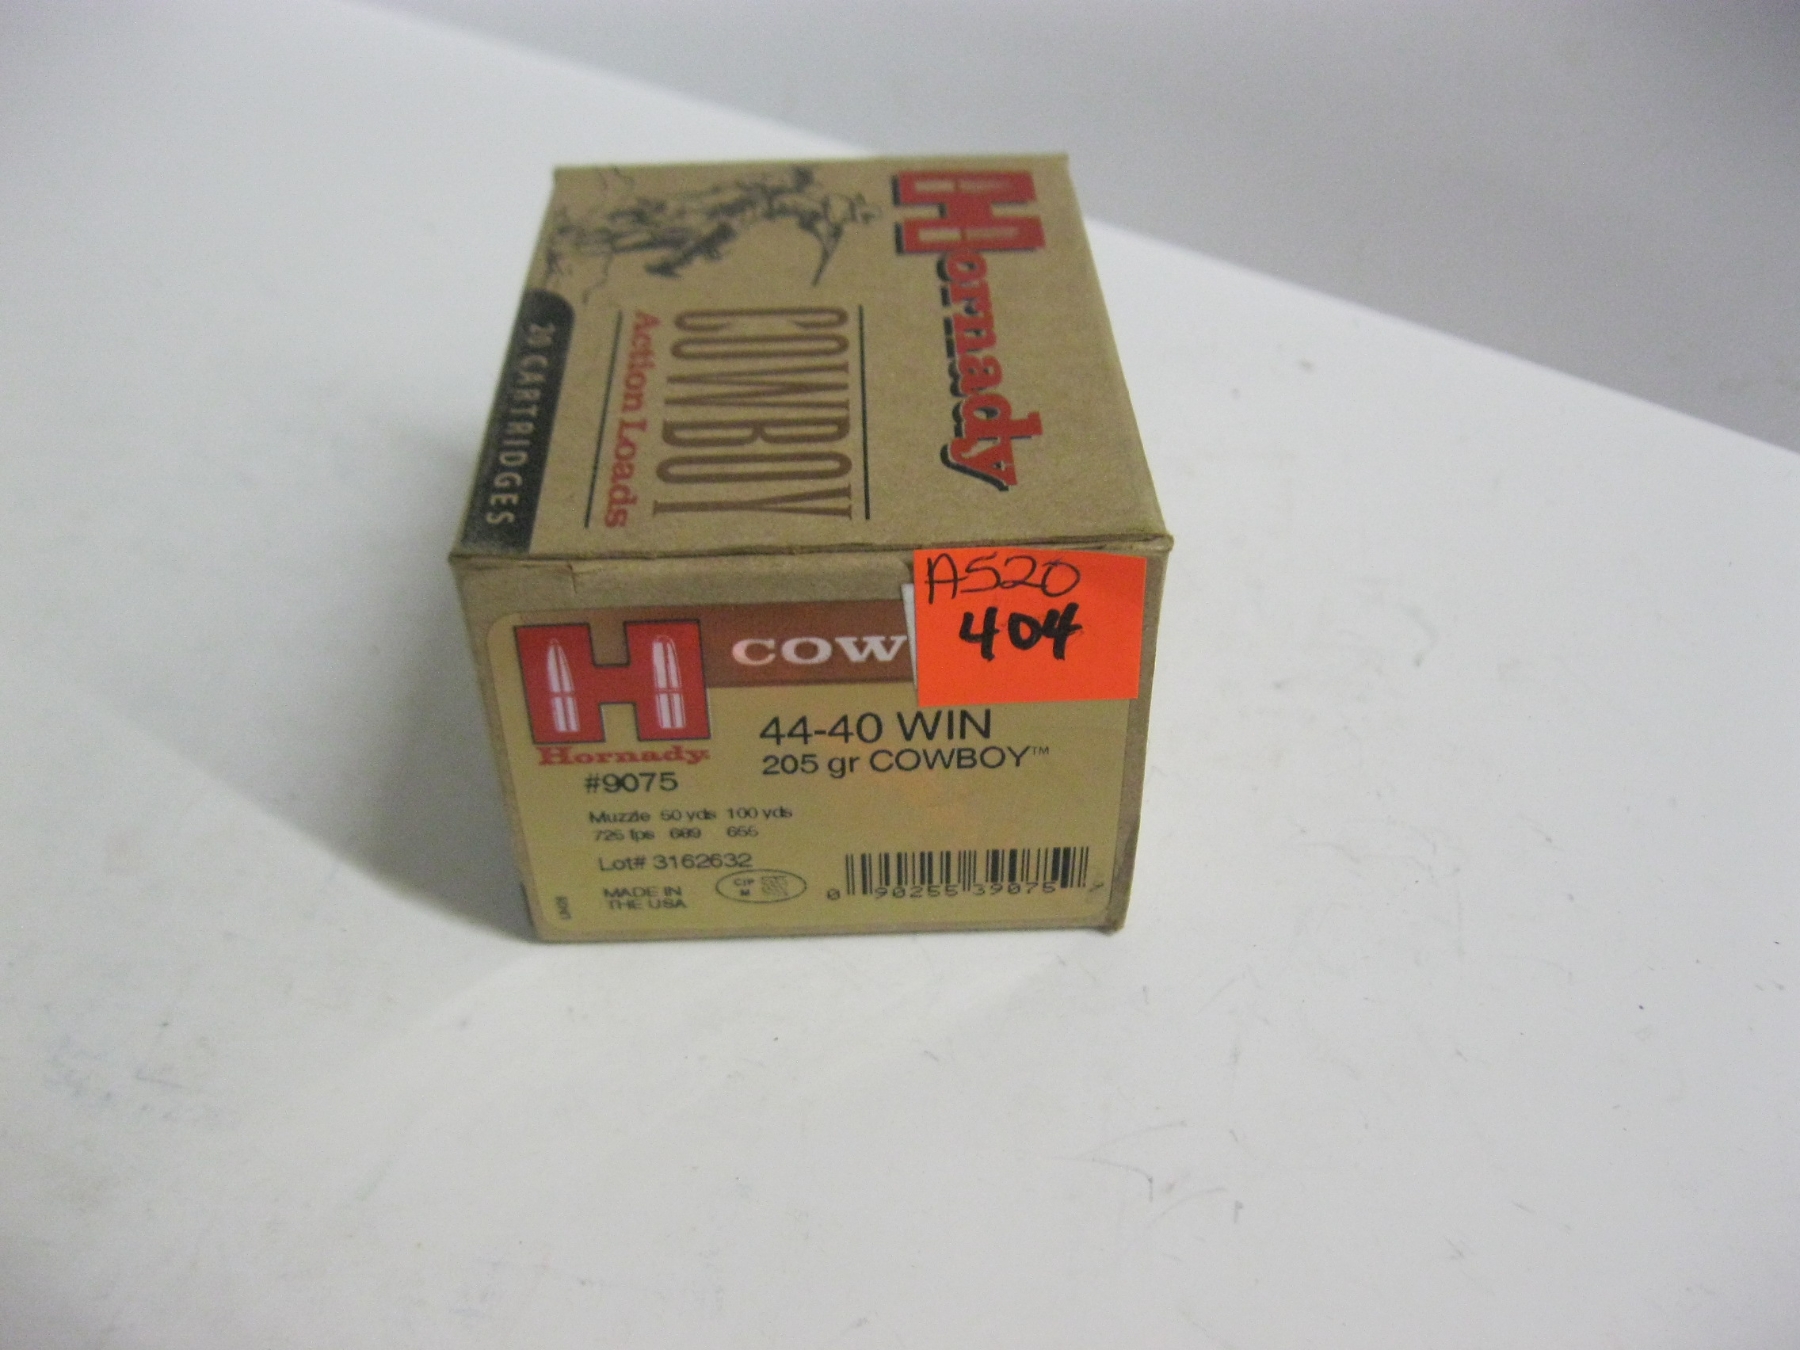 Hornady
COWBOY
Action Loads
20 CARTRIDGES
A520
404
COW
Hornady
44-40 WIN
205 gr COWBOY™
#9075
Muzzle 50 yds 100 yds
725 fps 689 655
Lot# 3162632
MADE IN
THE USA
CIP
M
0 90255 39075